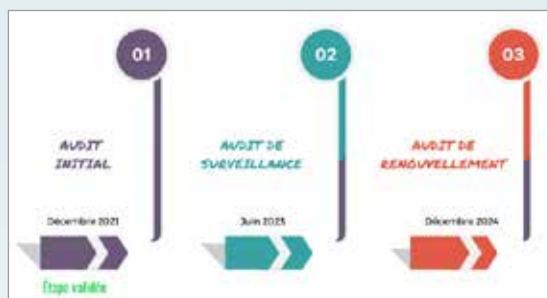 01
AUDIT
INITIAL
Décembre 2021
Étape validée
02
AUDIT DE
SURVEILLANCE
Juin 2023
03
AUDIT DE
RENOUVELLEMENT
Décembre 2024